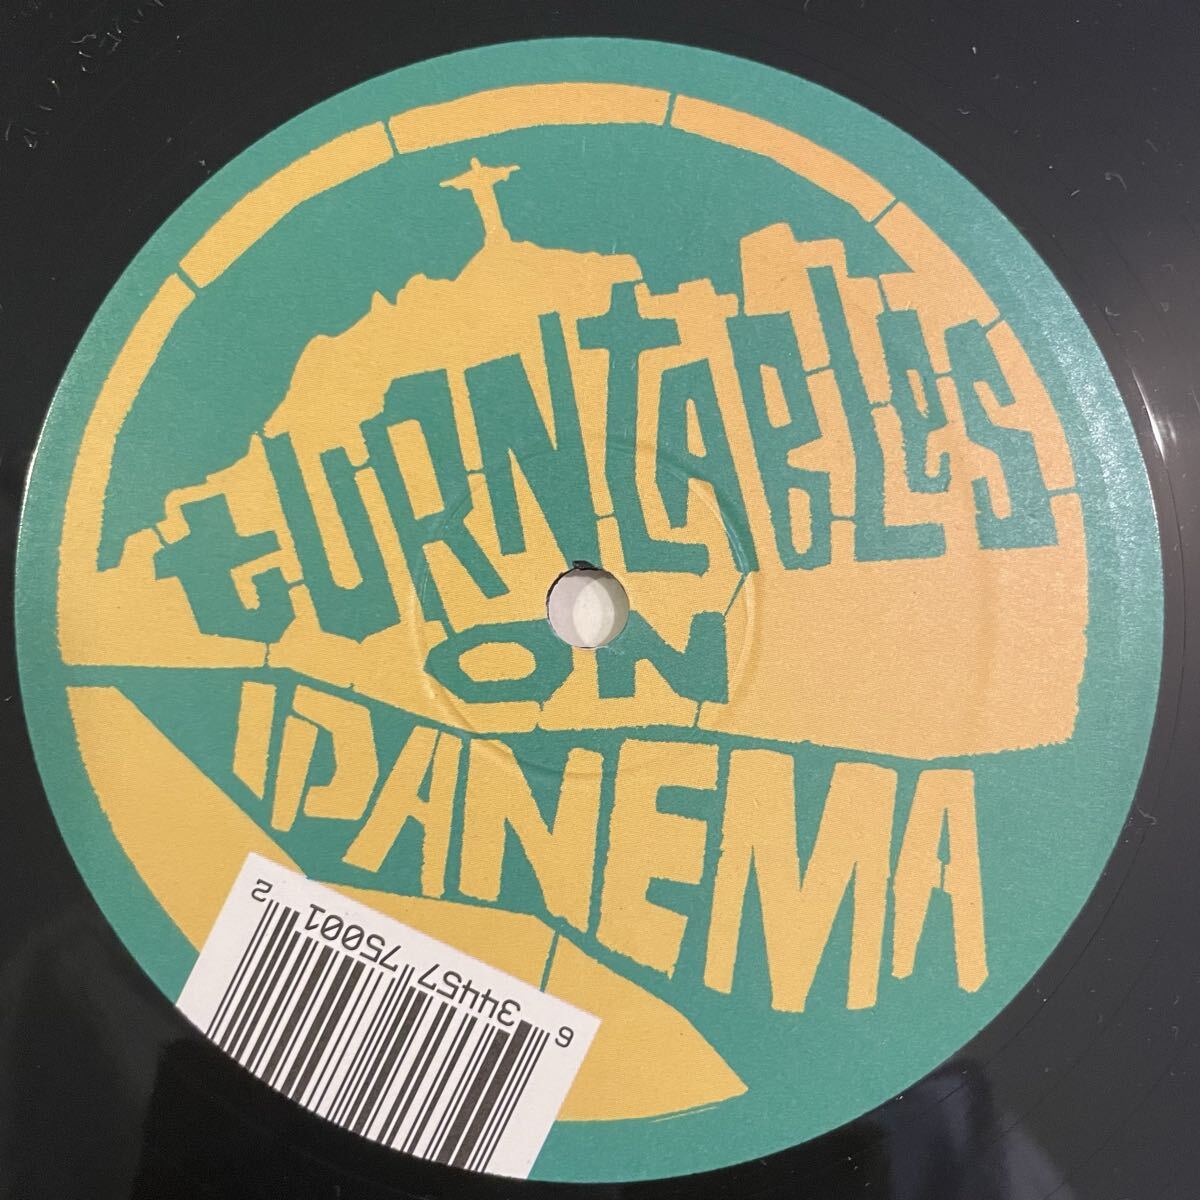 tURNtABLes
ON
IPANEMA
6 34457 75001 2